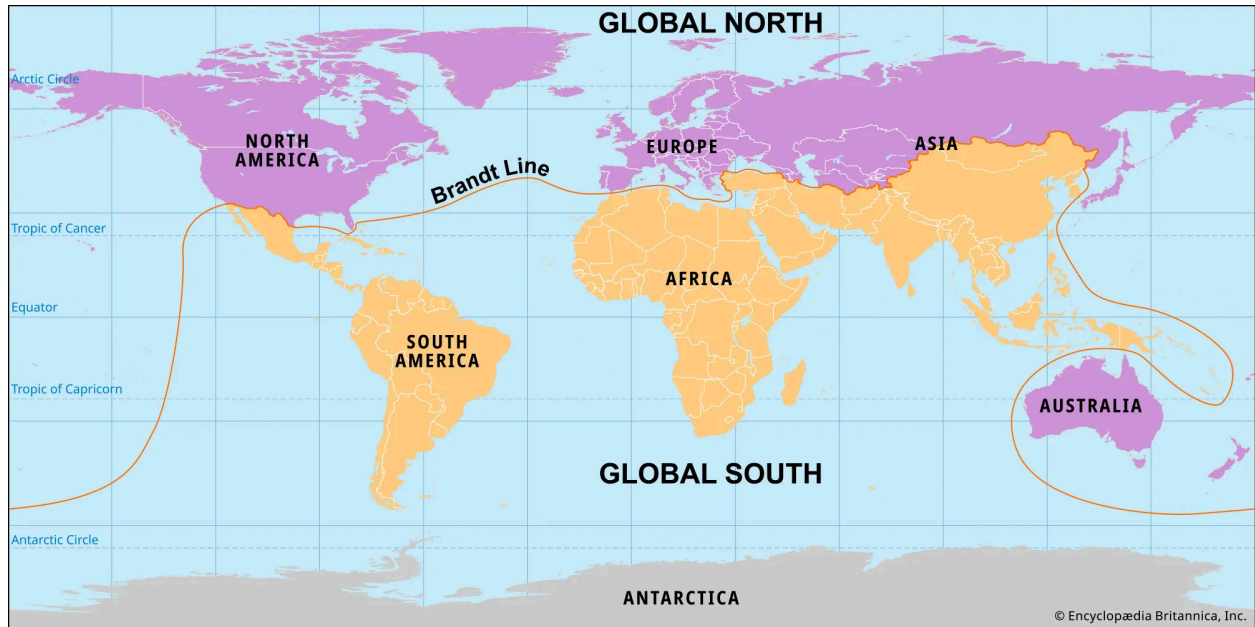 GLOBAL NORTH
Arctic Circle
NORTH
AMERICA
EUROPE
ASIA
Brandt Line
Tropic of Cancer
AFRICA
Equator
SOUTH
AMERICA
Tropic of Capricorn
AUSTRALIA
GLOBAL SOUTH
Antarctic Circle
ANTARCTICA
© Encyclopædia Britannica, Inc.